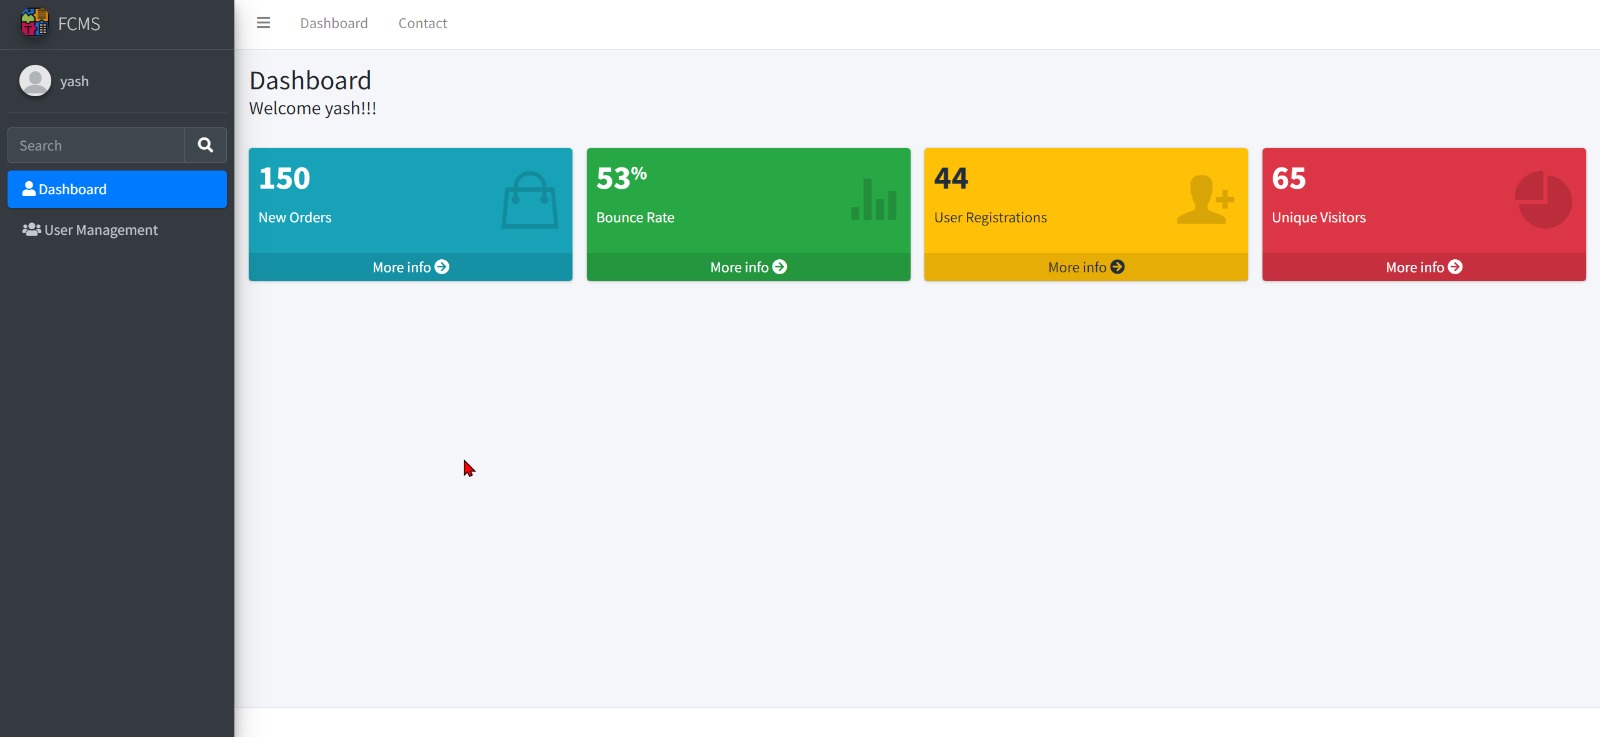 FCMS
yash
Search
Dashboard
User Management
Dashboard Contact
Dashboard
Welcome yash!!!
150
New Orders
More info
53%
Bounce Rate
More info
44
User Registrations
More info
65
Unique Visitors
More info